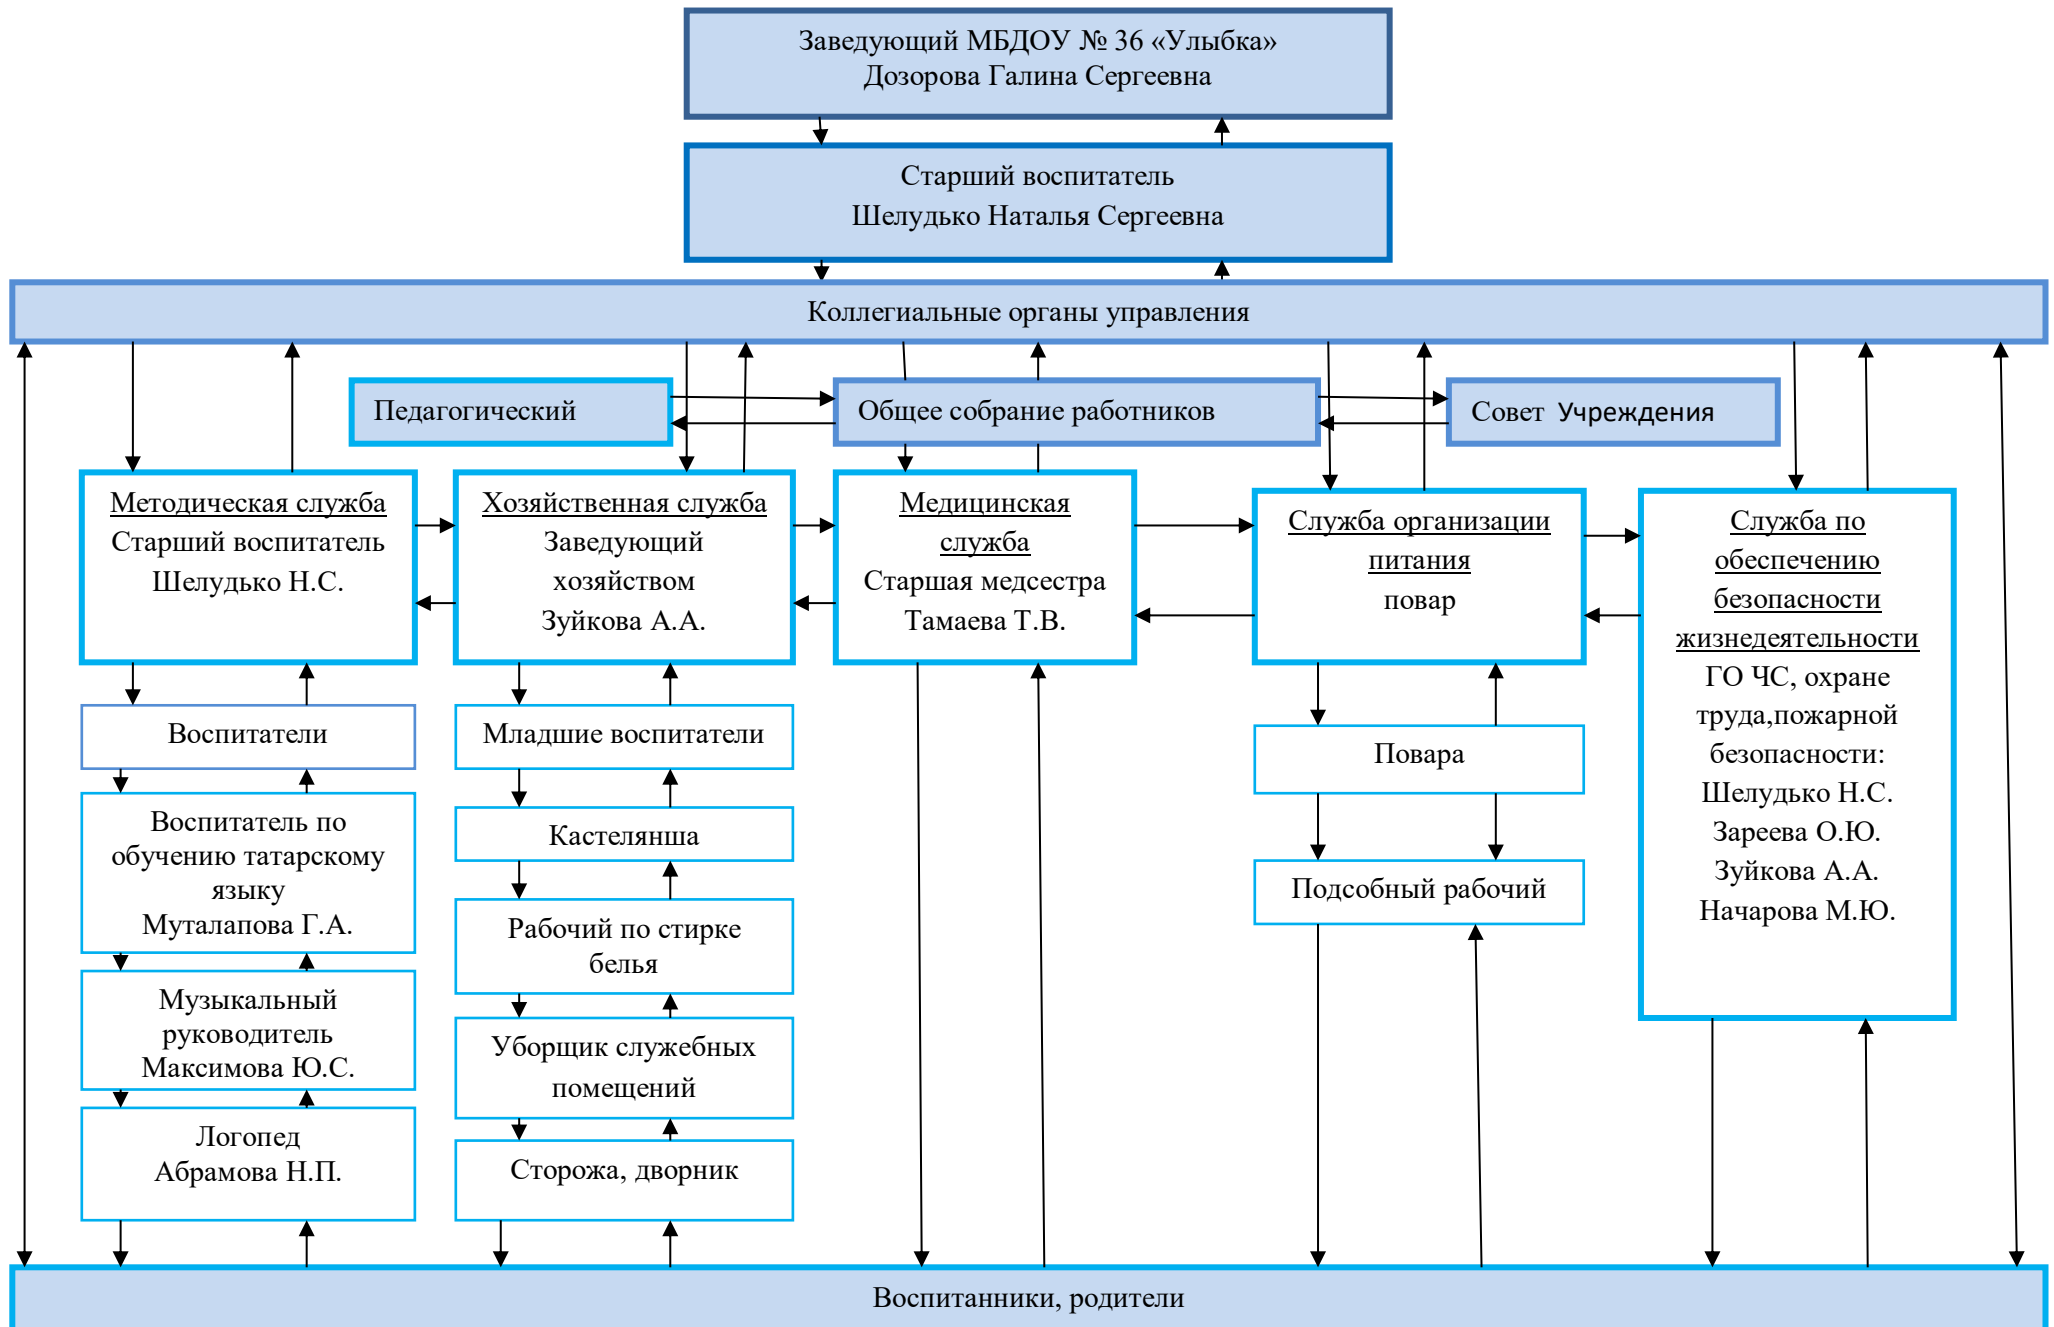 Заведующий МБДОУ № 36 «Улыбка»
Дозорова Галина Сергеевна
Старший воспитатель
Шелудько Наталья Сергеевна
Коллегиальные органы управления
Педагогический
Общее собрание работников
Совет Учреждения
Методическая служба
Старший воспитатель
Шелудько Н.С.
Хозяйственная служба
Заведующий
хозяйством
Зуйкова А.А.
Медицинская
служба
Старшая медсестра
Тамаева Т.В.
Служба организации
питания
повар
Служба по
обеспечению
безопасности
жизнедеятельности
ГО ЧС, охране
труда,пожарной
безопасности:
Шелудько Н.С.
Зареева О.Ю.
Зуйкова А.А.
Начарова М.Ю.
Воспитатели
Воспитатель по
обучению татарскому
языку
Муталапова Г.А.
Музыкальный
руководитель
Максимова Ю.С.
Логопед
Абрамова Н.П.
Младшие воспитатели
Кастелянша
Рабочий по стирке
белья
Уборщик служебных
помещений
Сторожа, дворник
Повара
Подсобный рабочий
Воспитанники, родители